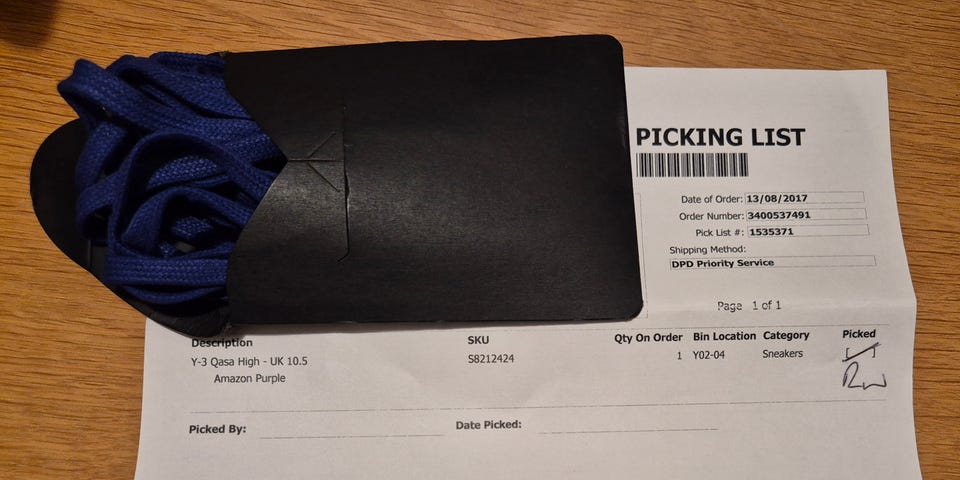 PICKING LIST
Date of Order: 13/08/2017
Order Number: 3400537491
Pick List #: 1535371
Shipping Method:
DPD Priority Service
Page 1 of 1
Description SKU Qty On Order Bin Location Category Picked
Y-3 Qasa High - UK 10.5 S8212424 1 Y02-04 Sneakers [ ]
Amazon Purple
Picked By: Date Picked: